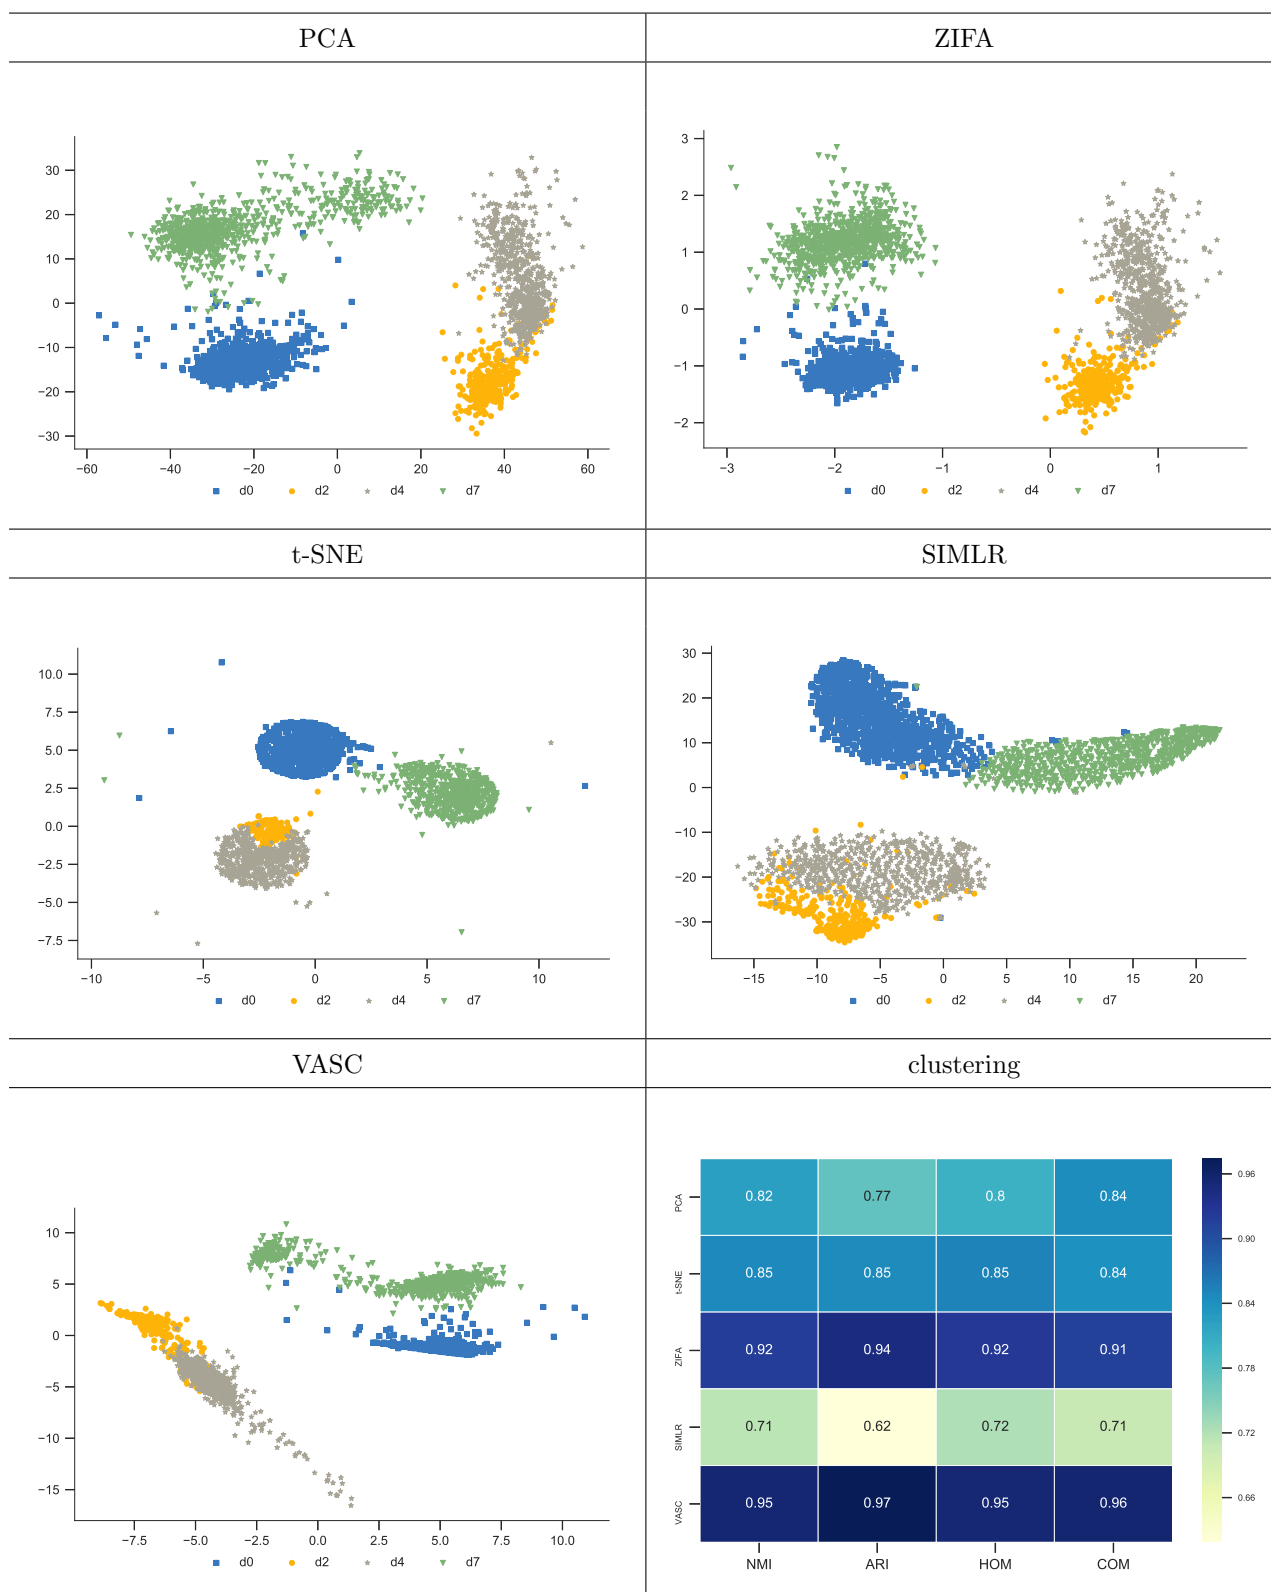 PCA ZIFA
30
20
10
0
−10
−20
−30
−60 −40 −20 0 20 40 60
d0 d2 d4 d7
3
2
1
0
−1
−2
−3 −2 −1 0 1
d0 d2 d4 d7
t-SNE SIMLR
10.0
7.5
5.0
2.5
0.0
−2.5
−5.0
−7.5
−10 −5 0 5 10
d0 d2 d4 d7
30
20
10
0
−10
−20
−30
−15 −10 −5 0 5 10 15 20
d0 d2 d4 d7
VASC clustering
10
5
0
−5
−10
−15
−7.5 −5.0 −2.5 0.0 2.5 5.0 7.5 10.0
d0 d2 d4 d7
PCA 0.82 0.77 0.8 0.84
t-SNE 0.85 0.85 0.85 0.84
ZIFA 0.92 0.94 0.92 0.91
SIMLR 0.71 0.62 0.72 0.71
VASC 0.95 0.97 0.95 0.96
NMI ARI HOM COM
0.96
0.90
0.84
0.78
0.72
0.66